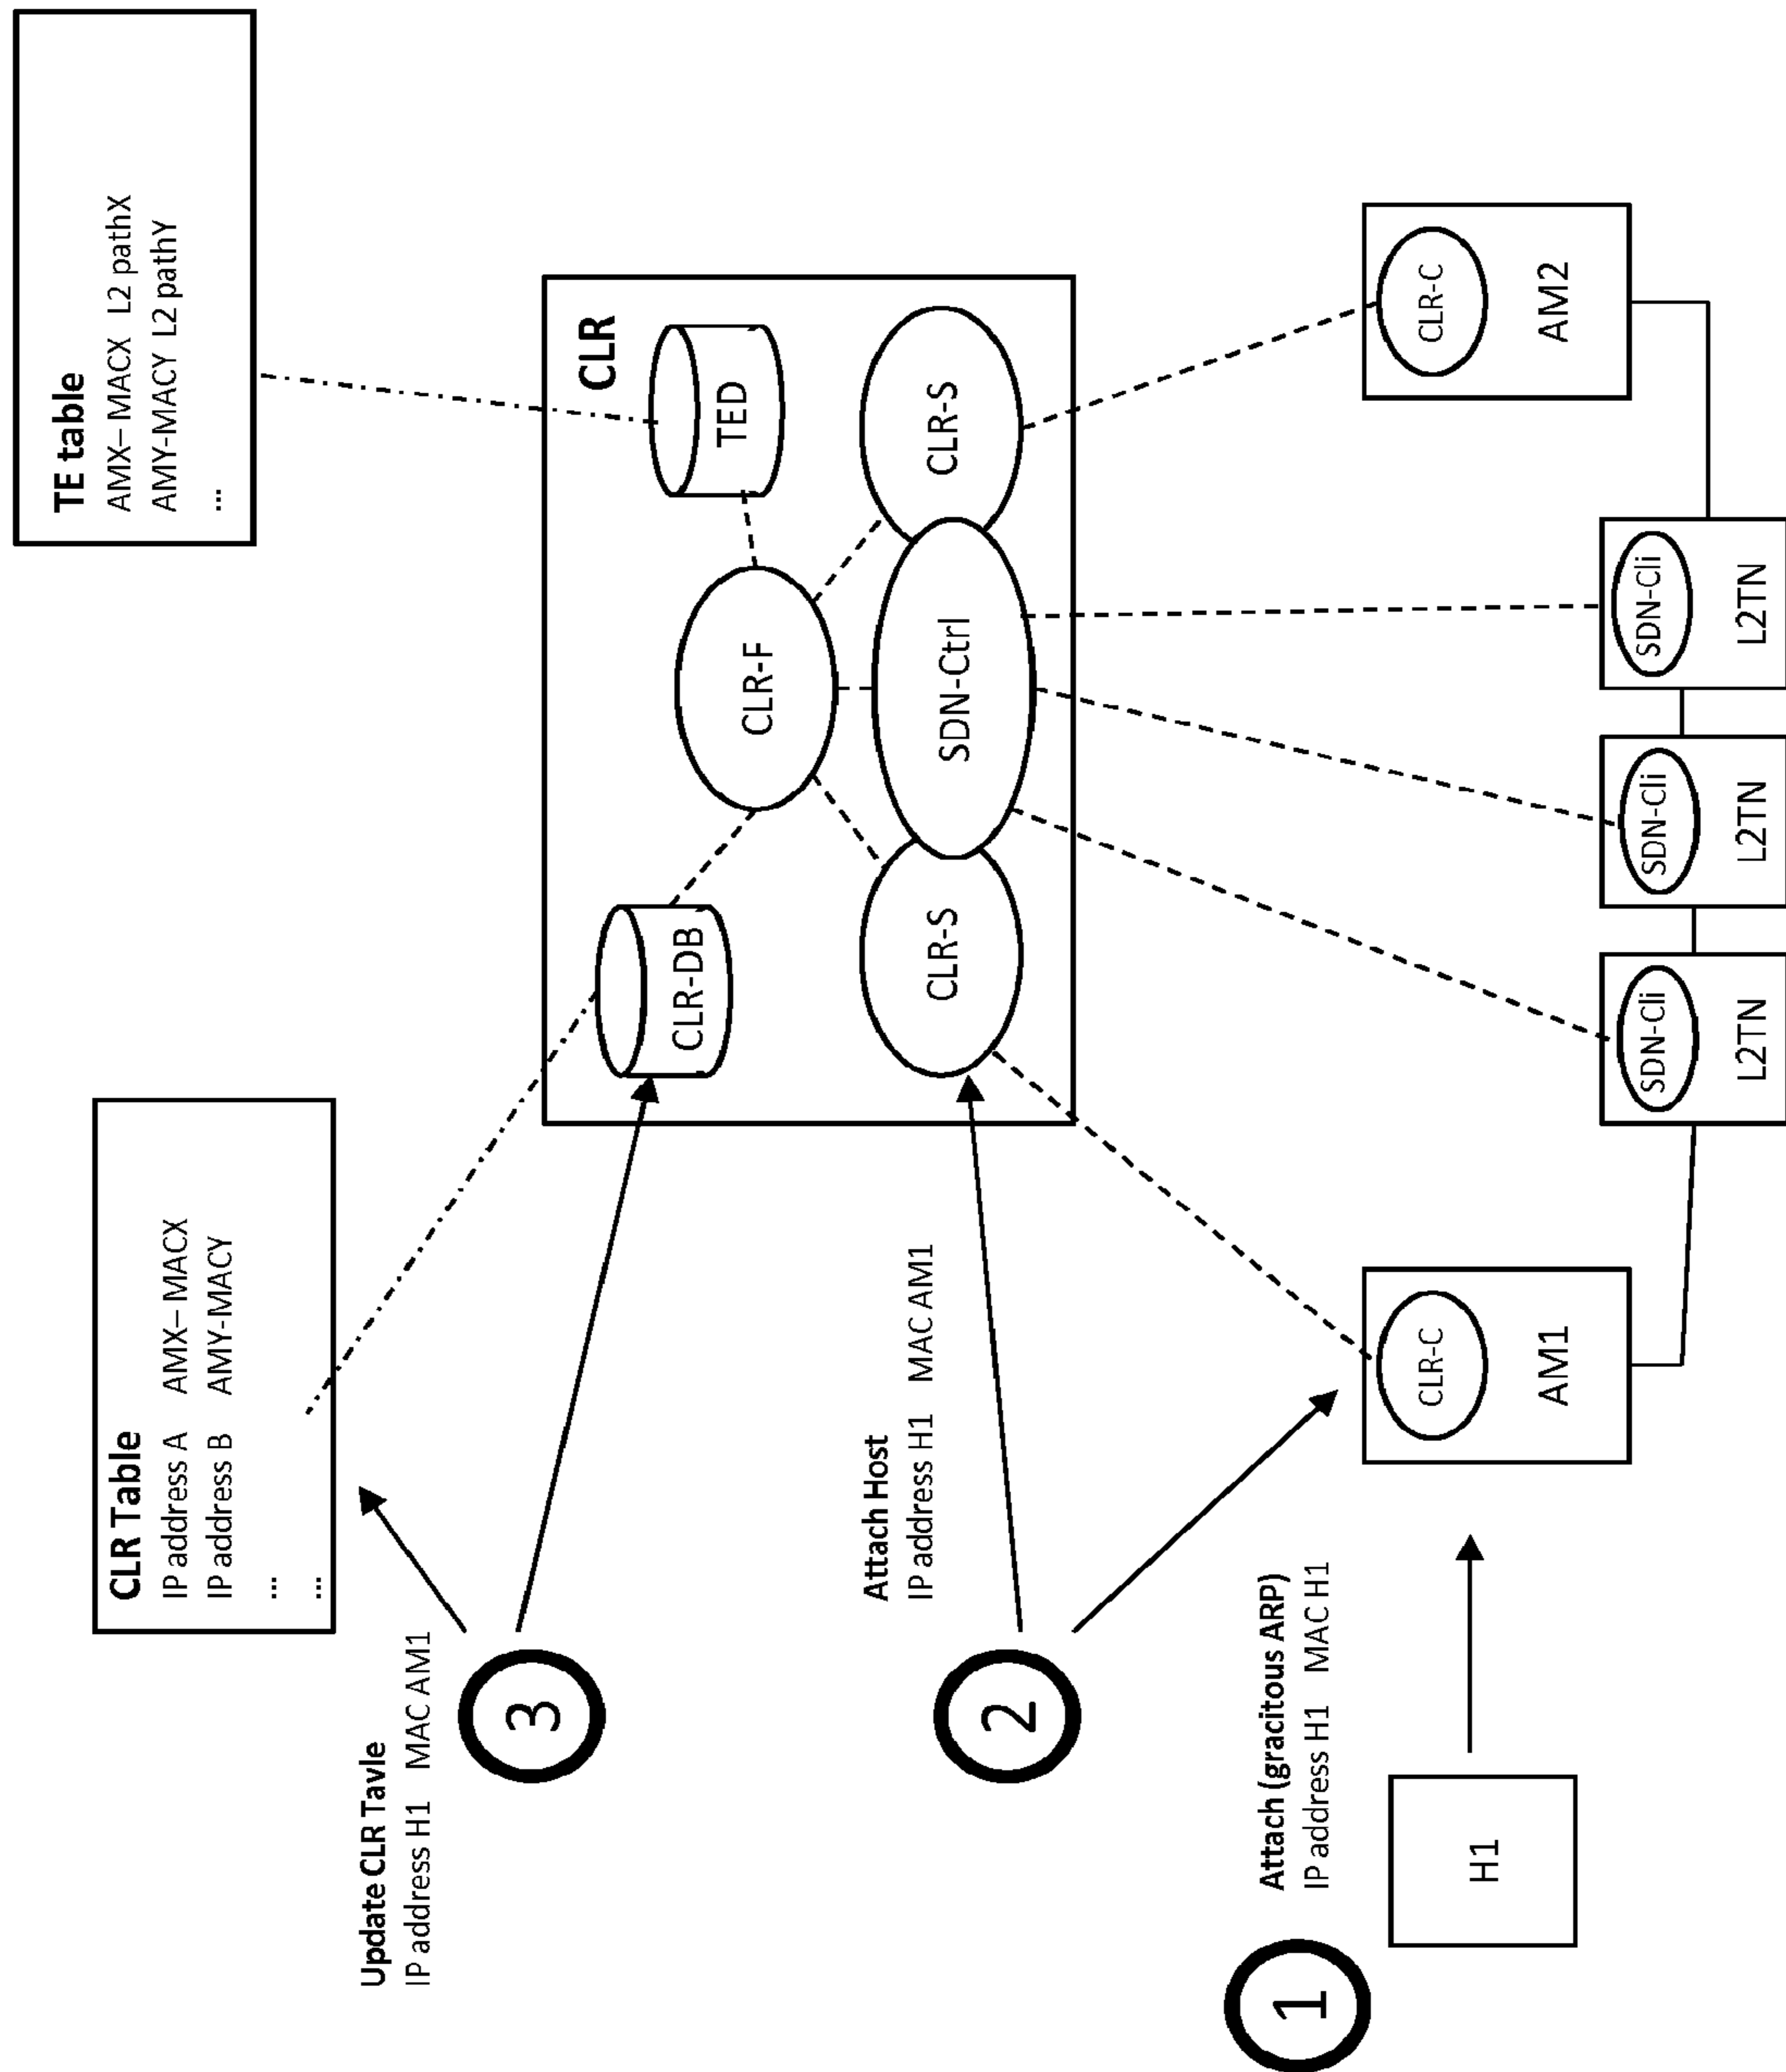 CLR Table
IP address A AMX–MACX
IP address B AMY-MACY
...
...
TE table
AMX–MACX L2 pathX
AMY-MACY L2 pathY
...
Update CLR Tavle
IP address H1 MAC AM1
3
CLR
CLR-DB
CLR-F
TED
CLR-S
SDN-Ctrl
CLR-S
Attach Host
IP address H1 MAC AM1
2
Attach (gracitous ARP)
IP address H1 MAC H1
1
H1
CLR-C
AM1
CLR-C
AM2
SDN-Cli
L2TN
SDN-Cli
L2TN
SDN-Cli
L2TN